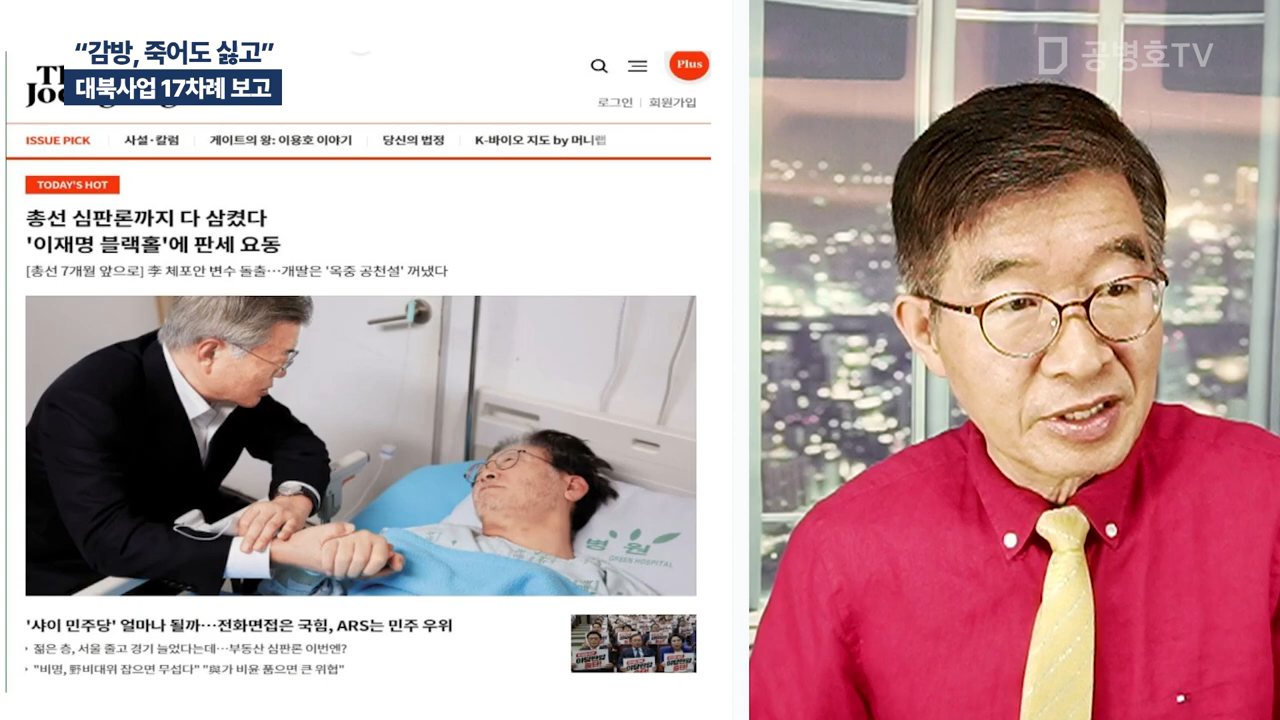 “감방, 죽어도 싫고”
대북사업 17차례 보고
공병호TV
Plus
로그인 | 회원가입
ISSUE PICK
사설·칼럼
게이트의 왕: 이용호 이야기
당신의 법정
K-바이오 지도 by 머니랩
TODAY'S HOT
총선 심판론까지 다 삼켰다
'이재명 블랙홀'에 판세 요동
[총선 7개월 앞으로] 李 체포안 변수 돌출…개딸은 '옥중 공천설' 꺼냈다
병원
GREEN HOSPITAL
'샤이 민주당' 얼마나 될까…전화면접은 국힘, ARS는 민주 우위
젊은 층, 서울 줄고 경기 늘었다는데…부동산 심판론 이번엔?
"비명, 野비대위 잡으면 무섭다" "與가 비윤 품으면 큰 위협"